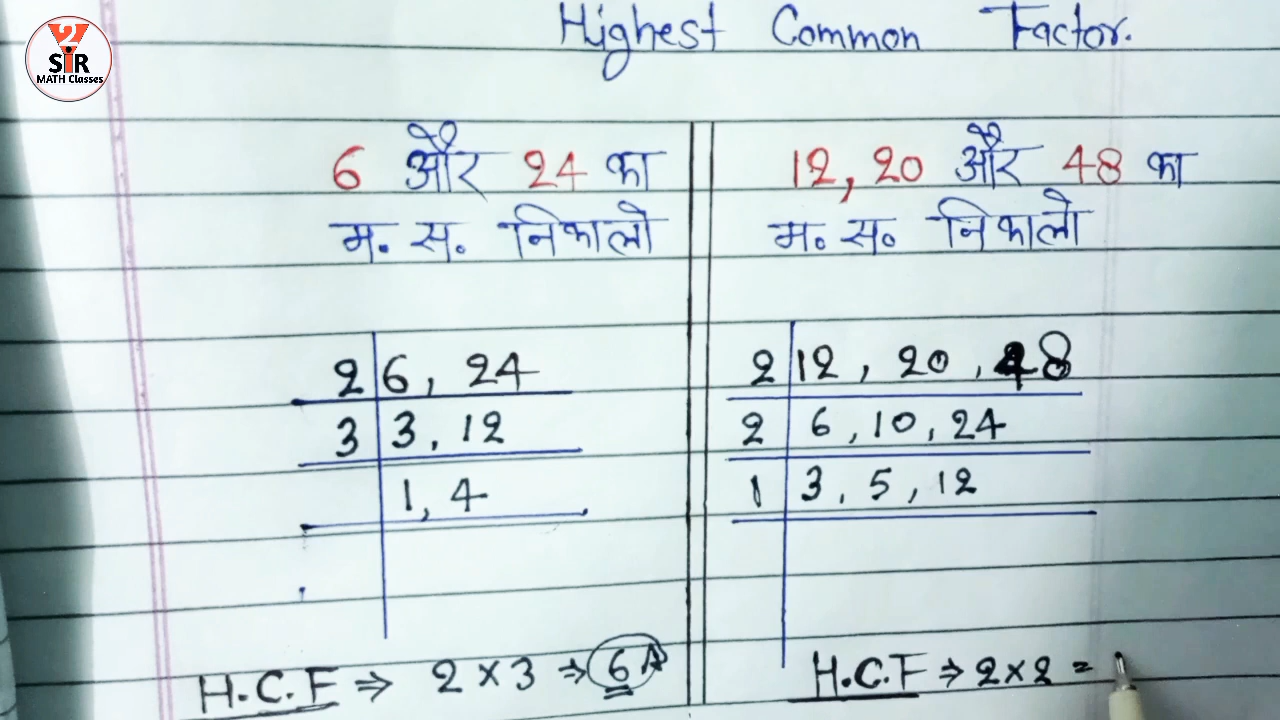 2
SIR
MATH Classes
Highest Common Factor.
6 और 24 का
म. स. निकालो
2 6, 24
3 3, 12
1, 4
H.C.F ⇒ 2 × 3 ⇒ 6 A
12, 20 और 48 का
म. स. निकालो
2 12, 20, 48
2 6, 10, 24
1 3, 5, 12
H.C.F ⇒ 2×2 =